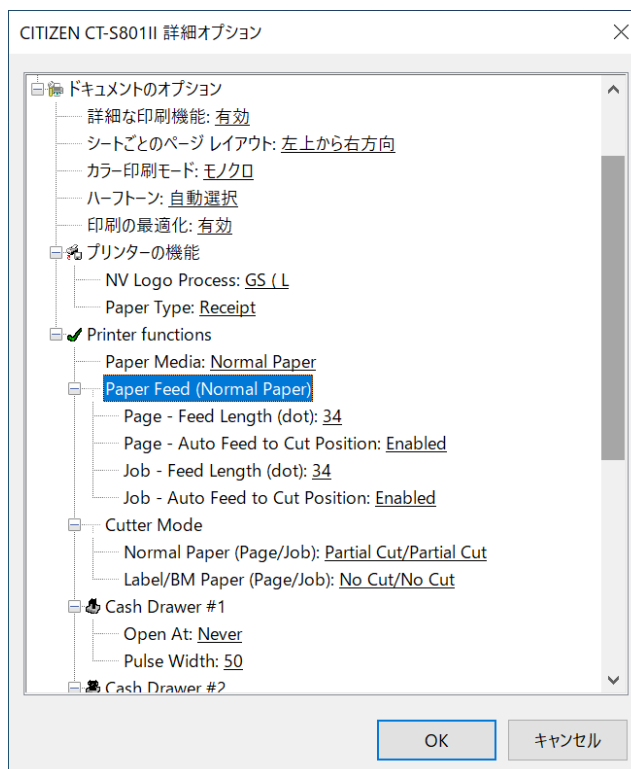 CITIZEN CT-S801II 詳細オプション
ドキュメントのオプション
詳細な印刷機能: 有効
シートごとのページ レイアウト: 左上から右方向
カラー印刷モード: モノクロ
ハーフトーン: 自動選択
印刷の最適化: 有効
プリンターの機能
NV Logo Process: GS ( L
Paper Type: Receipt
Printer functions
Paper Media: Normal Paper
Paper Feed (Normal Paper)
Page - Feed Length (dot): 34
Page - Auto Feed to Cut Position: Enabled
Job - Feed Length (dot): 34
Job - Auto Feed to Cut Position: Enabled
Cutter Mode
Normal Paper (Page/Job): Partial Cut/Partial Cut
Label/BM Paper (Page/Job): No Cut/No Cut
Cash Drawer #1
Open At: Never
Pulse Width: 50
Cash Drawer #2
OK
キャンセル